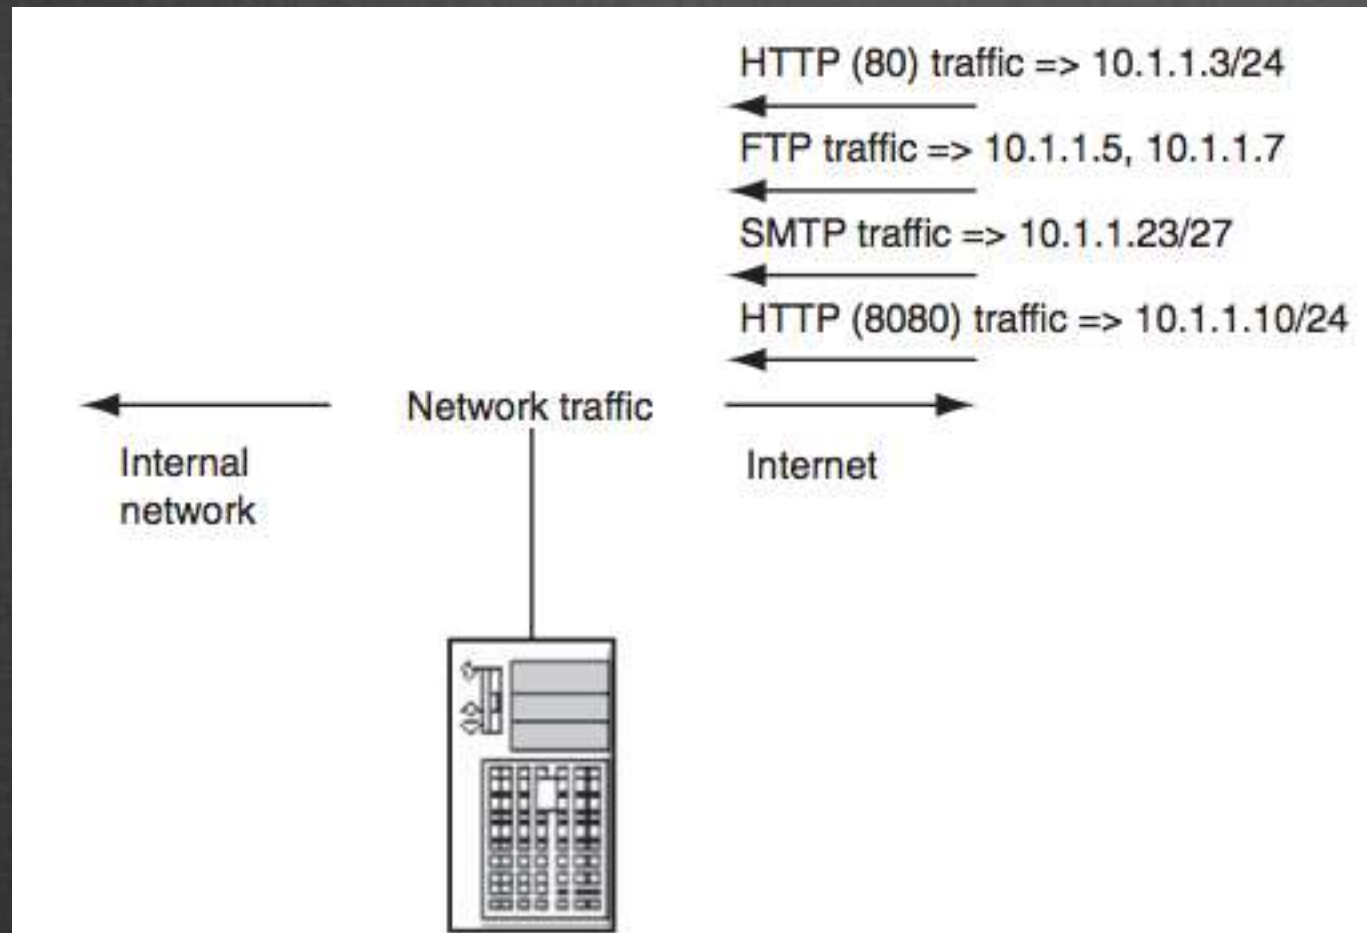 HTTP (80) traffic => 10.1.1.3/24
FTP traffic => 10.1.1.5, 10.1.1.7
SMTP traffic => 10.1.1.23/27
HTTP (8080) traffic => 10.1.1.10/24
Network traffic
Internal
network
Internet